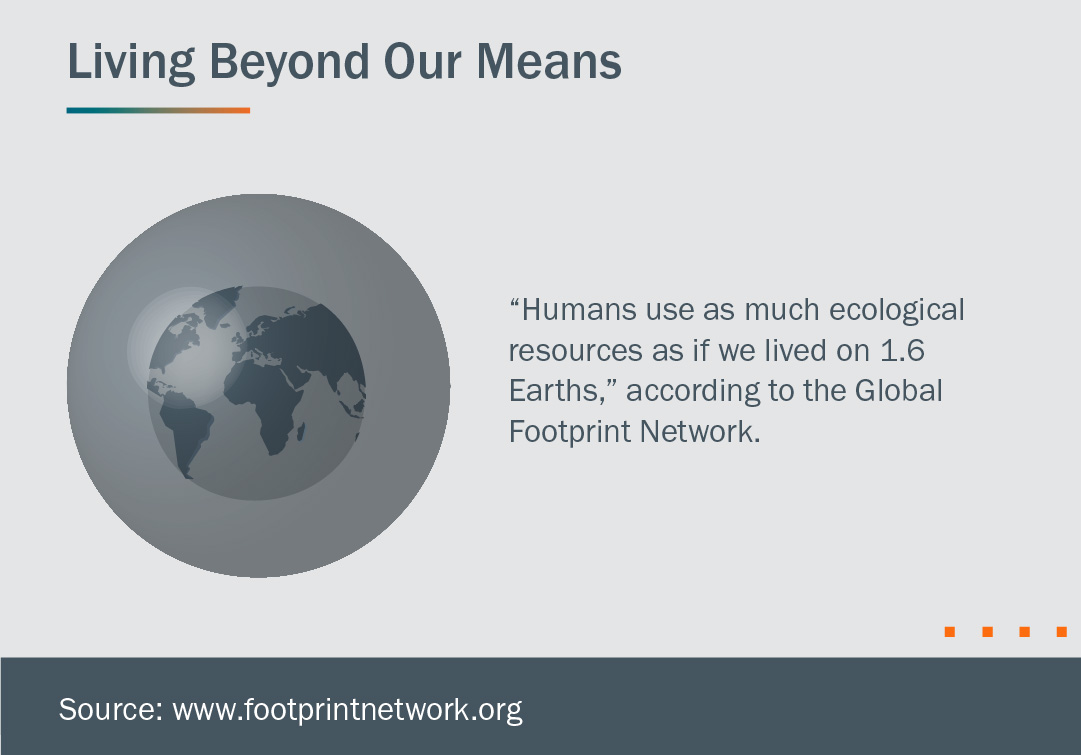 Living Beyond Our Means
“Humans use as much ecological
resources as if we lived on 1.6
Earths,” according to the Global
Footprint Network.
Source: www.footprintnetwork.org